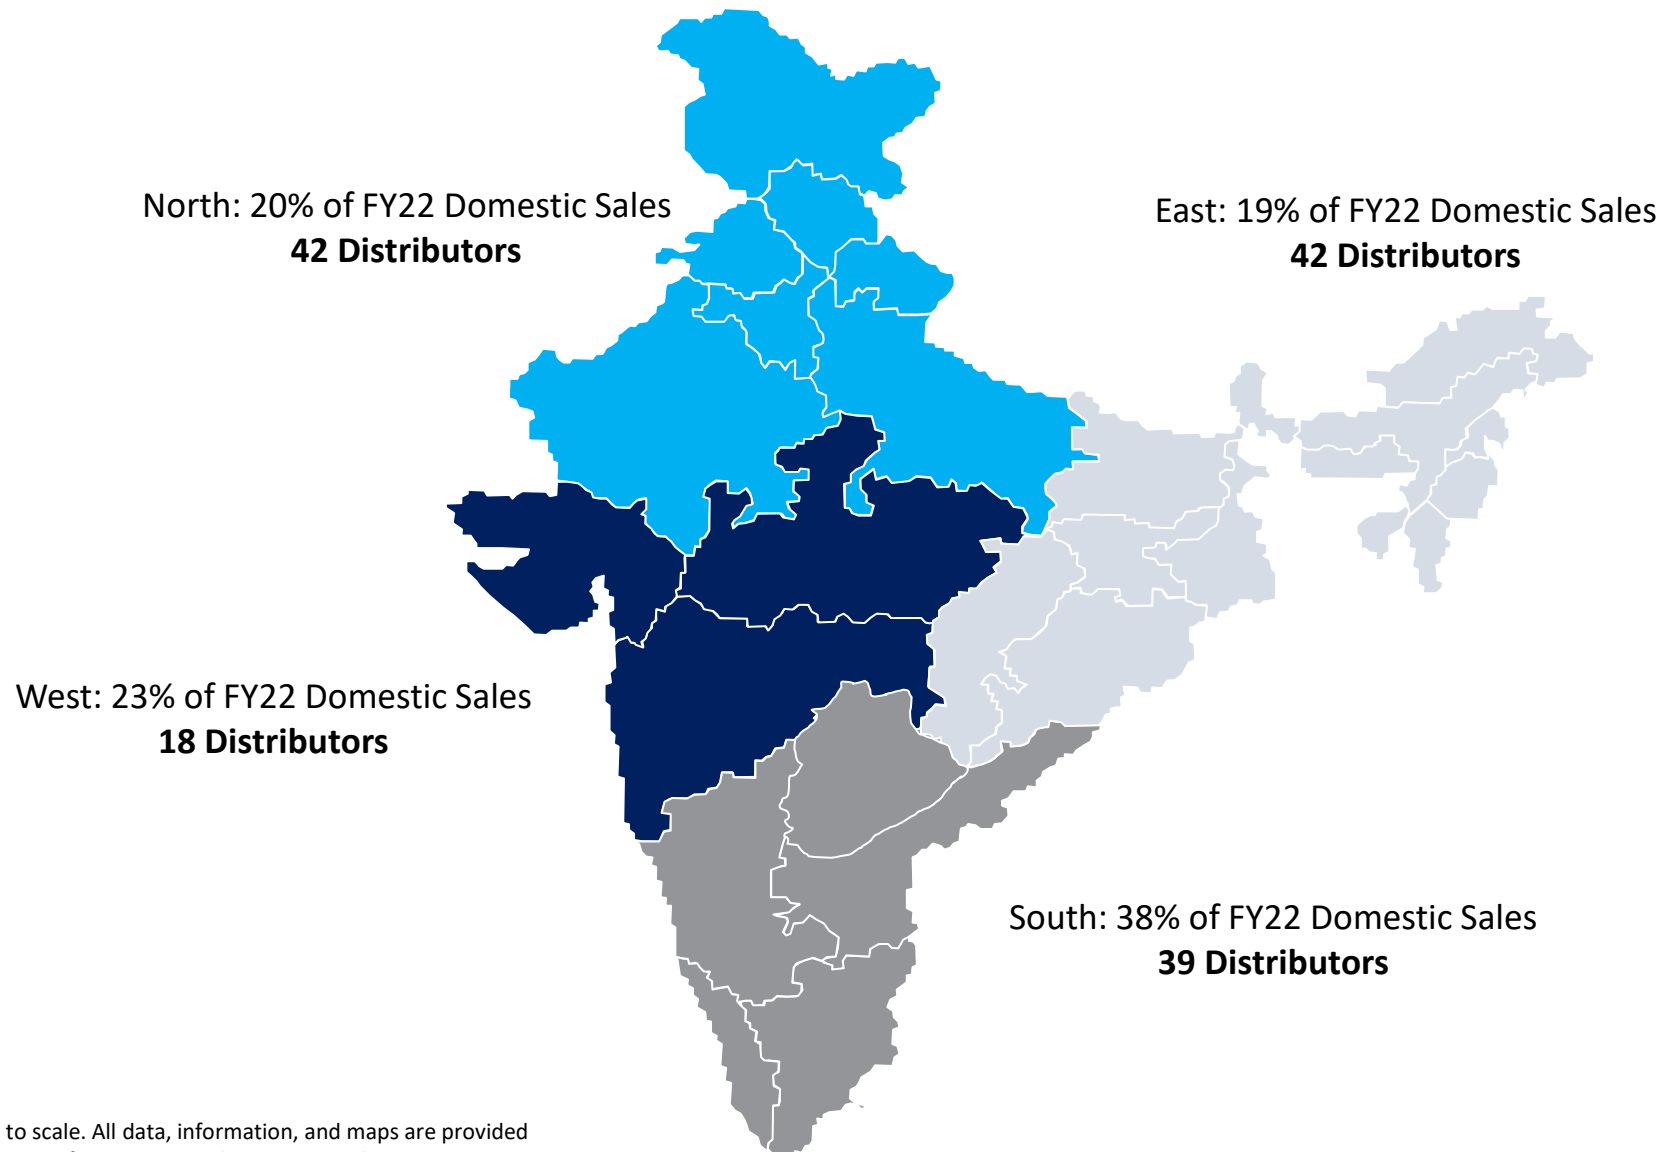 North: 20% of FY22 Domestic Sales
42 Distributors
East: 19% of FY22 Domestic Sales
42 Distributors
West: 23% of FY22 Domestic Sales
18 Distributors
South: 38% of FY22 Domestic Sales
39 Distributors
to scale. All data, information, and maps are provided